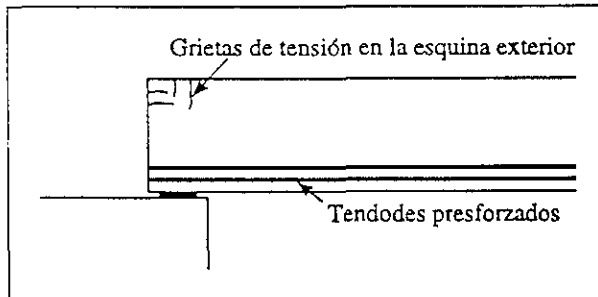 Grietas de tensión en la esquina exterior
Tendodes presforzados